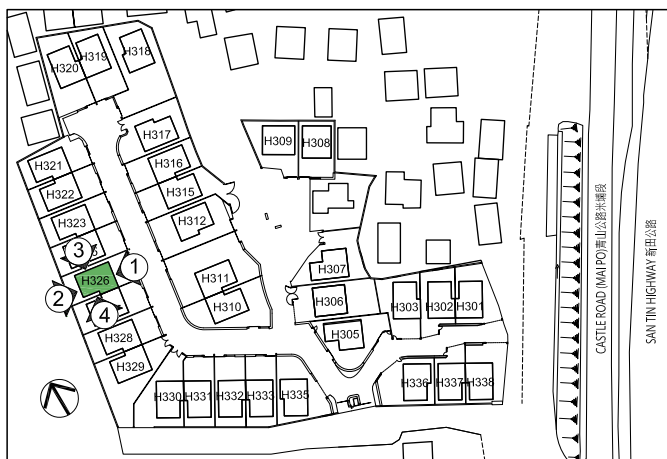 H318
H319
H320
H317
H309
H308
H316
H321
H315
H322
H312
H323
3
H307
1
H326
H311
2
H306
H303
H302
H301
4
H310
H305
H328
H329
H336
H337
H338
H330
H331
H332
H333
H335
CASTLE ROAD (MAI PO)青山公路米埔段
SAN TIN HIGHWAY 新田公路